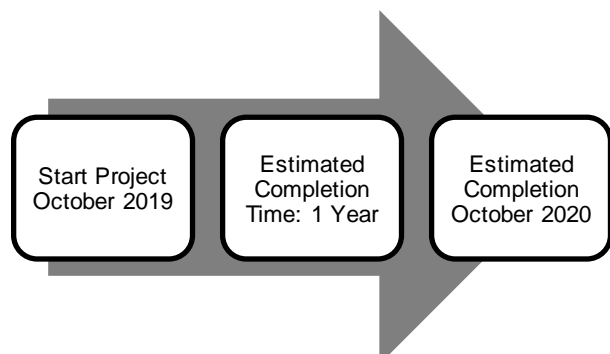 Start Project
October 2019
Estimated
Completion
Time: 1 Year
Estimated
Completion
October 2020